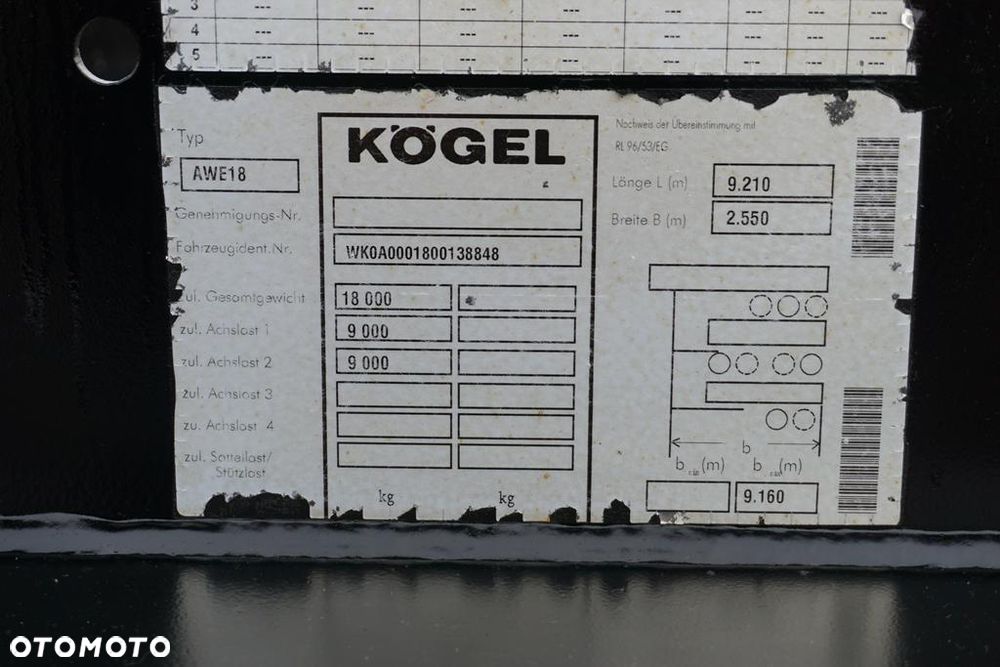 3 --- --- --- --- --- --- ---
4 --- --- --- --- --- --- ---
5 --- --- --- --- --- --- ---
Typ
AWE18
Genehmigungs-Nr.
Fahrzeugident.Nr.
WK0A0001800138848
zul. Gesamtgewicht 18 000
zul. Achslast 1 9 000
zul. Achslast 2 9 000
zul. Achslast 3
zu. Achslast 4
zul. Sattellast/
Stützlast
kg kg
KÖGEL
Nachweis der Übereinstimmung mit
RL 96/53/EG
Länge L (m) 9.210
Breite B (m) 2.550
b
b (m) b (m)
9.160
OTOMOTO